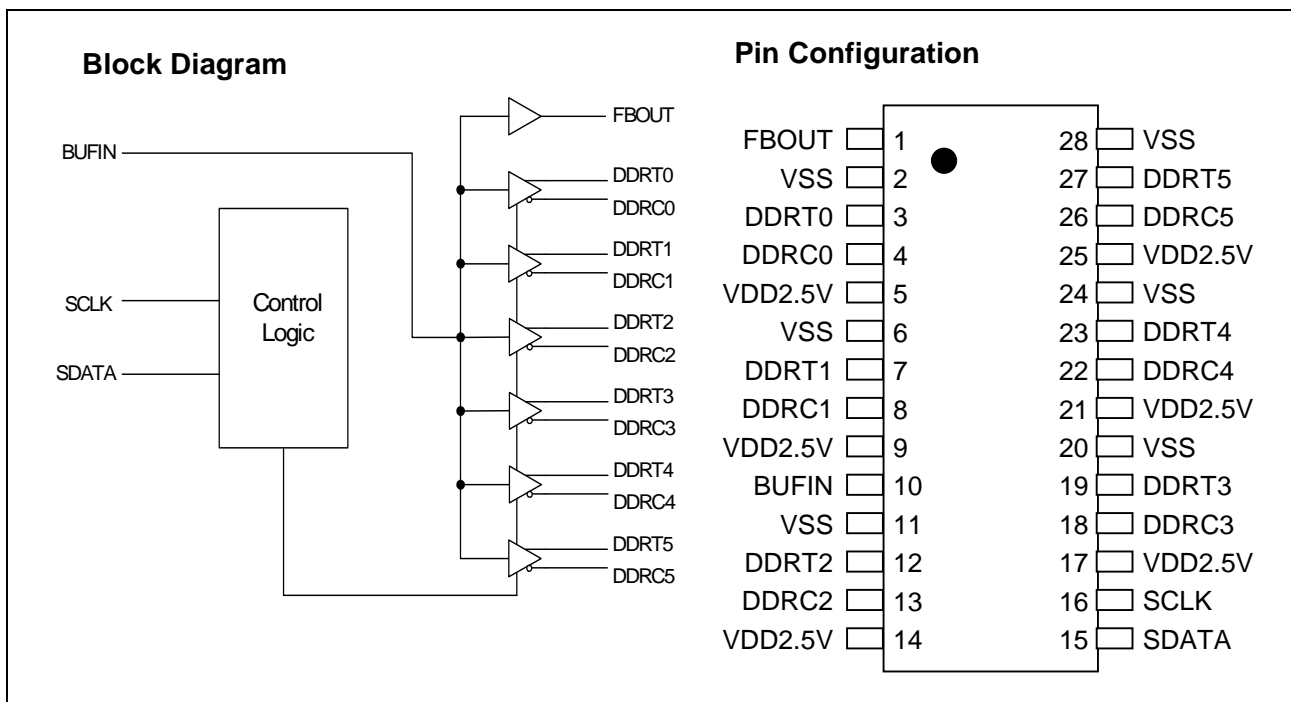 Block Diagram
BUFIN
SCLK
SDATA
Control
Logic
FBOUT
DDRT0
DDRC0
DDRT1
DDRC1
DDRT2
DDRC2
DDRT3
DDRC3
DDRT4
DDRC4
DDRT5
DDRC5
Pin Configuration
FBOUT 1
VSS 2
DDRT0 3
DDRC0 4
VDD2.5V 5
VSS 6
DDRT1 7
DDRC1 8
VDD2.5V 9
BUFIN 10
VSS 11
DDRT2 12
DDRC2 13
VDD2.5V 14
28 VSS
27 DDRT5
26 DDRC5
25 VDD2.5V
24 VSS
23 DDRT4
22 DDRC4
21 VDD2.5V
20 VSS
19 DDRT3
18 DDRC3
17 VDD2.5V
16 SCLK
15 SDATA